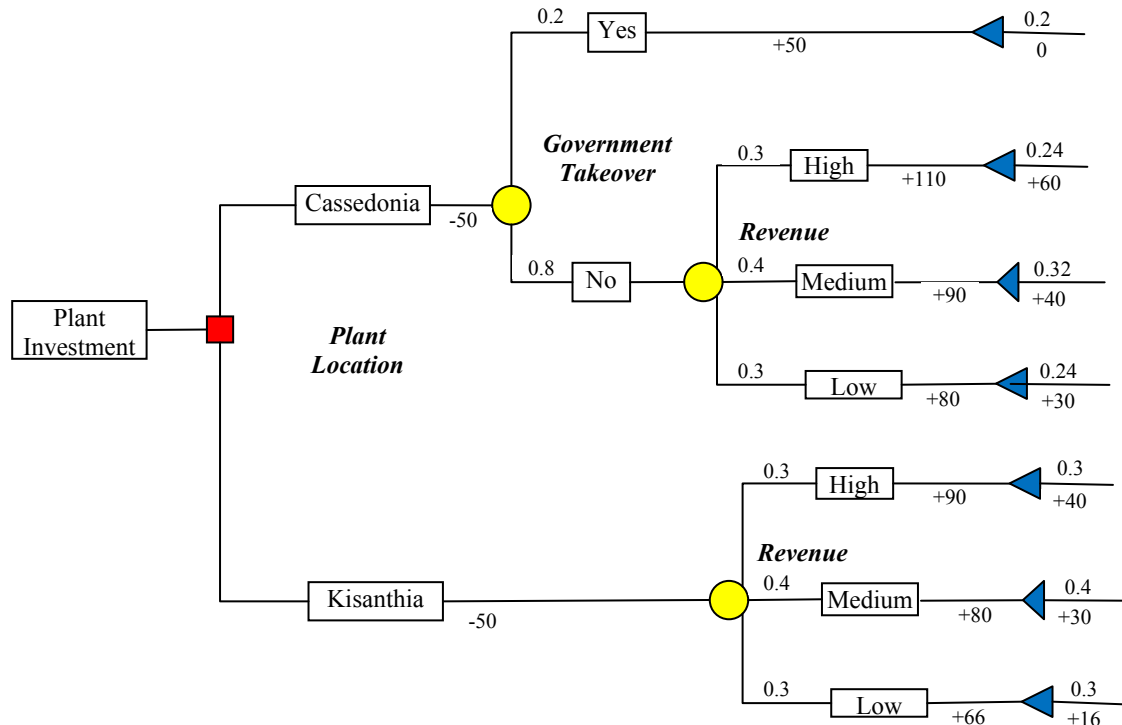 0.2
Yes
+50
0.2
0
Government
Takeover
0.3
High
+110
0.24
+60
Cassedonia
-50
Revenue
0.8
No
0.4
Medium
+90
0.32
+40
Plant
Investment
Plant
Location
0.3
Low
+80
0.24
+30
0.3
High
+90
0.3
+40
Revenue
Kisanthia
-50
0.4
Medium
+80
0.4
+30
0.3
Low
+66
0.3
+16